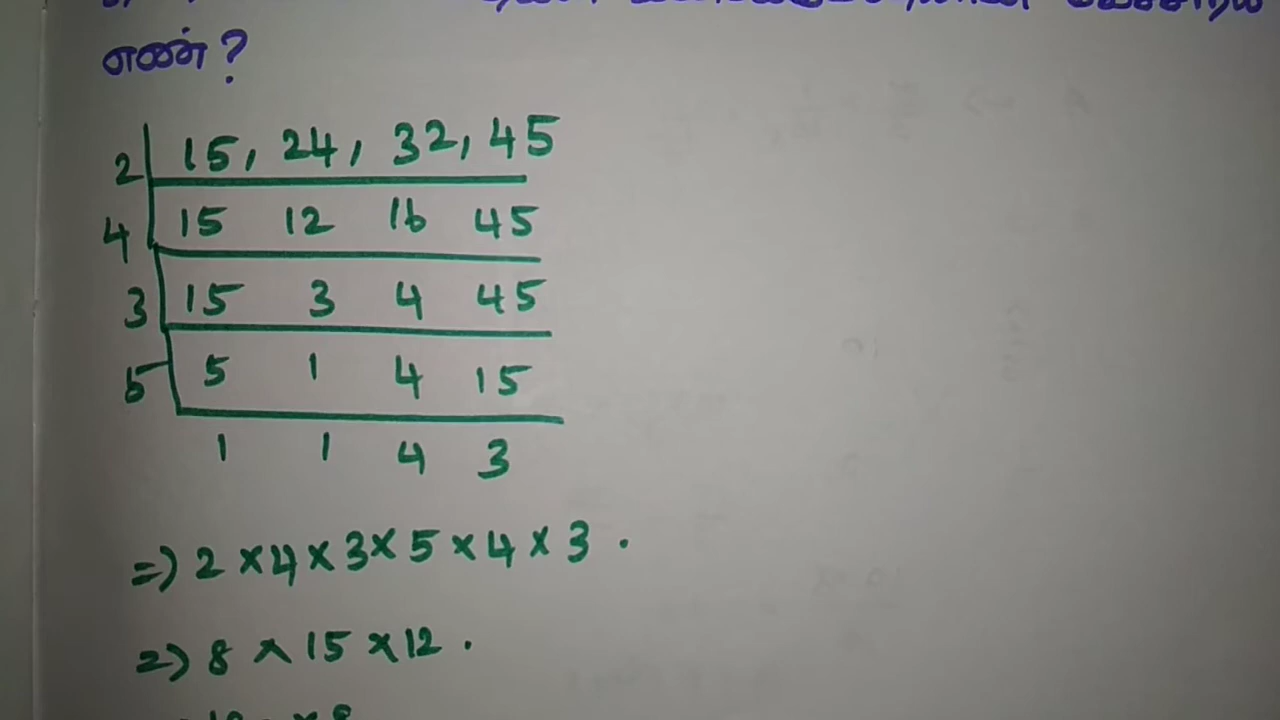 எண்?
2 15, 24, 32, 45
4 15 12 16 45
3 15 3 4 45
5 5 1 4 15
1 1 4 3
=> 2 × 4 × 3 × 5 × 4 × 3 .
=> 8 × 15 × 12 .